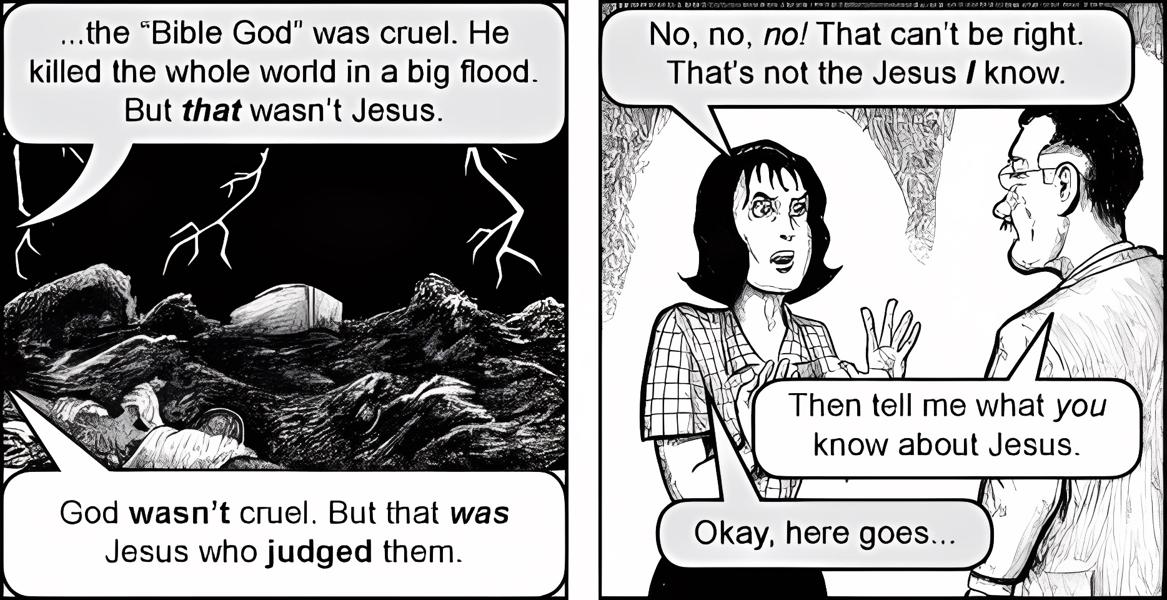 ...the "Bible God" was cruel. He
killed the whole world in a big flood.
But that wasn't Jesus.
God wasn't cruel. But that was
Jesus who judged them.
No, no, no! That can't be right.
That's not the Jesus I know.
Then tell me what you
know about Jesus.
Okay, here goes...